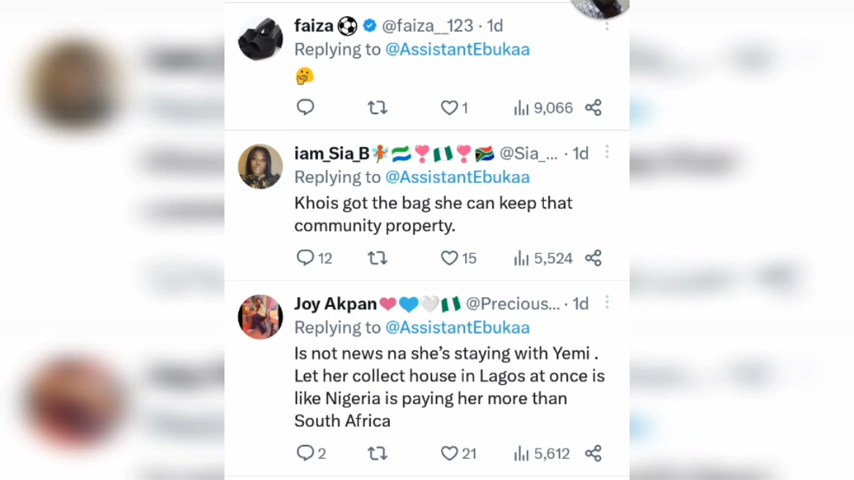 faiza⚽ @faiza__123 · 1d
Replying to @AssistantEbukaa
🤔
1 9,066
iam_Sia_B🧚🇸🇱❣️🇳🇬❣️🇿🇦 @Sia_... · 1d
Replying to @AssistantEbukaa
Khois got the bag she can keep that
community property.
12 15 5,524
Joy Akpan❤️💙🤍🇳🇬 @Precious... · 1d
Replying to @AssistantEbukaa
Is not news na she's staying with Yemi .
Let her collect house in Lagos at once is
like Nigeria is paying her more than
South Africa
2 21 5,612